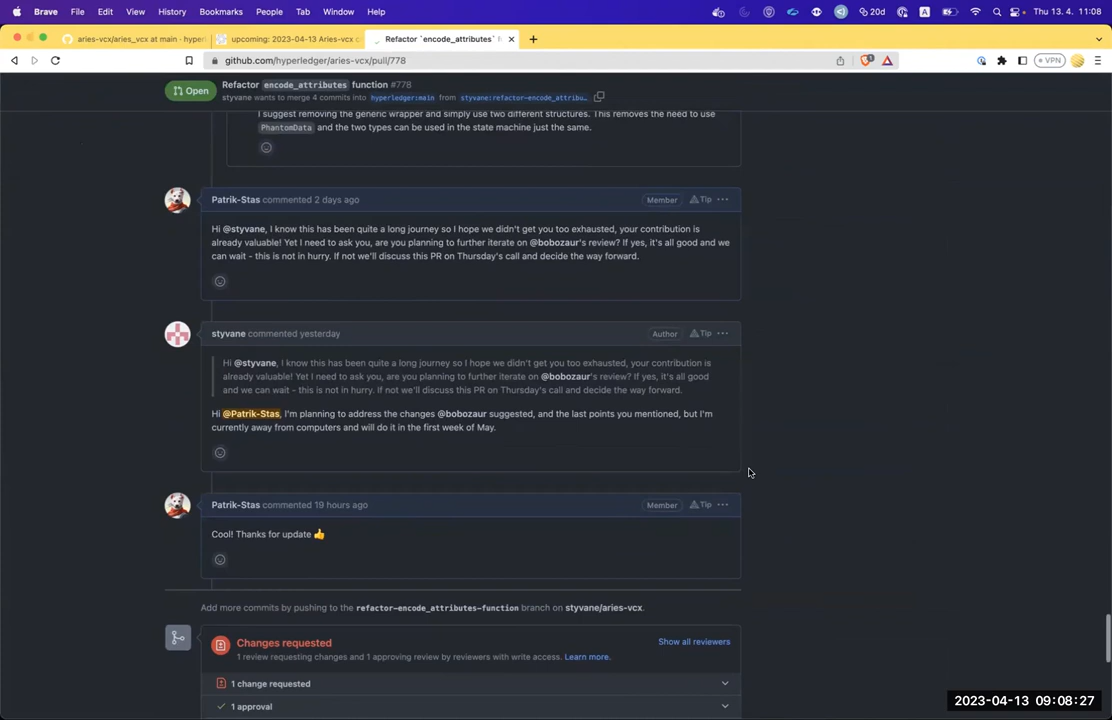 Brave File Edit View History Bookmarks People Tab Window Help 20d A Thu 13. 4. 11:08
aries-vcx/aries_vcx at main · hyperl upcoming: 2023-04-13 Aries-vc Refactor `encode_attributes` f
github.com/hyperledger/aries-vcx/pull/778 VPN
Open Refactor encode_attributes function #778
styvane wants to merge 4 commits into hyperledger:main from styvane:refactor-encode_attribu…
I suggest removing the generic wrapper and simply use two different structures. This removes the need to use
PhantomData and the two types can be used in the state machine just the same.
Patrik-Stas commented 2 days ago Member Tip ···
Hi @styvane, I know this has been quite a long journey so I hope we didn't get you too exhausted, your contribution is
already valuable! Yet I need to ask you, are you planning to further iterate on @bobozaur's review? If yes, it's all good and we
can wait - this is not in hurry. If not we'll discuss this PR on Thursday's call and decide the way forward.
styvane commented yesterday Author Tip ···
Hi @styvane, I know this has been quite a long journey so I hope we didn't get you too exhausted, your contribution is
already valuable! Yet I need to ask you, are you planning to further iterate on @bobozaur's review? If yes, it's all good
and we can wait - this is not in hurry. If not we'll discuss this PR on Thursday's call and decide the way forward.
Hi @Patrik-Stas, I'm planning to address the changes @bobozaur suggested, and the last points you mentioned, but I'm
currently away from computers and will do it in the first week of May.
Patrik-Stas commented 19 hours ago Member Tip ···
Cool! Thanks for update 👍
Add more commits by pushing to the refactor-encode_attributes-function branch on styvane/aries-vcx.
Changes requested Show all reviewers
1 review requesting changes and 1 approving review by reviewers with write access. Learn more.
1 change requested
1 approval
2023-04-13 09:08:27